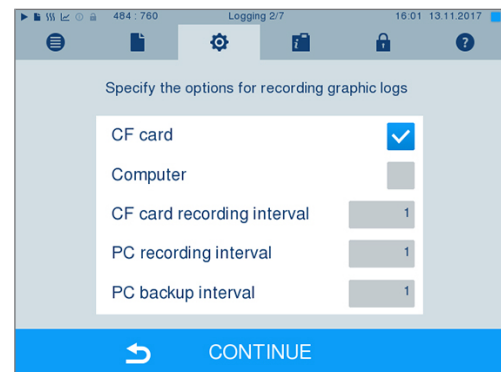 484 : 760 Logging 2/7 16:01 13.11.2017
Specify the options for recording graphic logs
CF card
Computer
CF card recording interval 1
PC recording interval 1
PC backup interval 1
CONTINUE